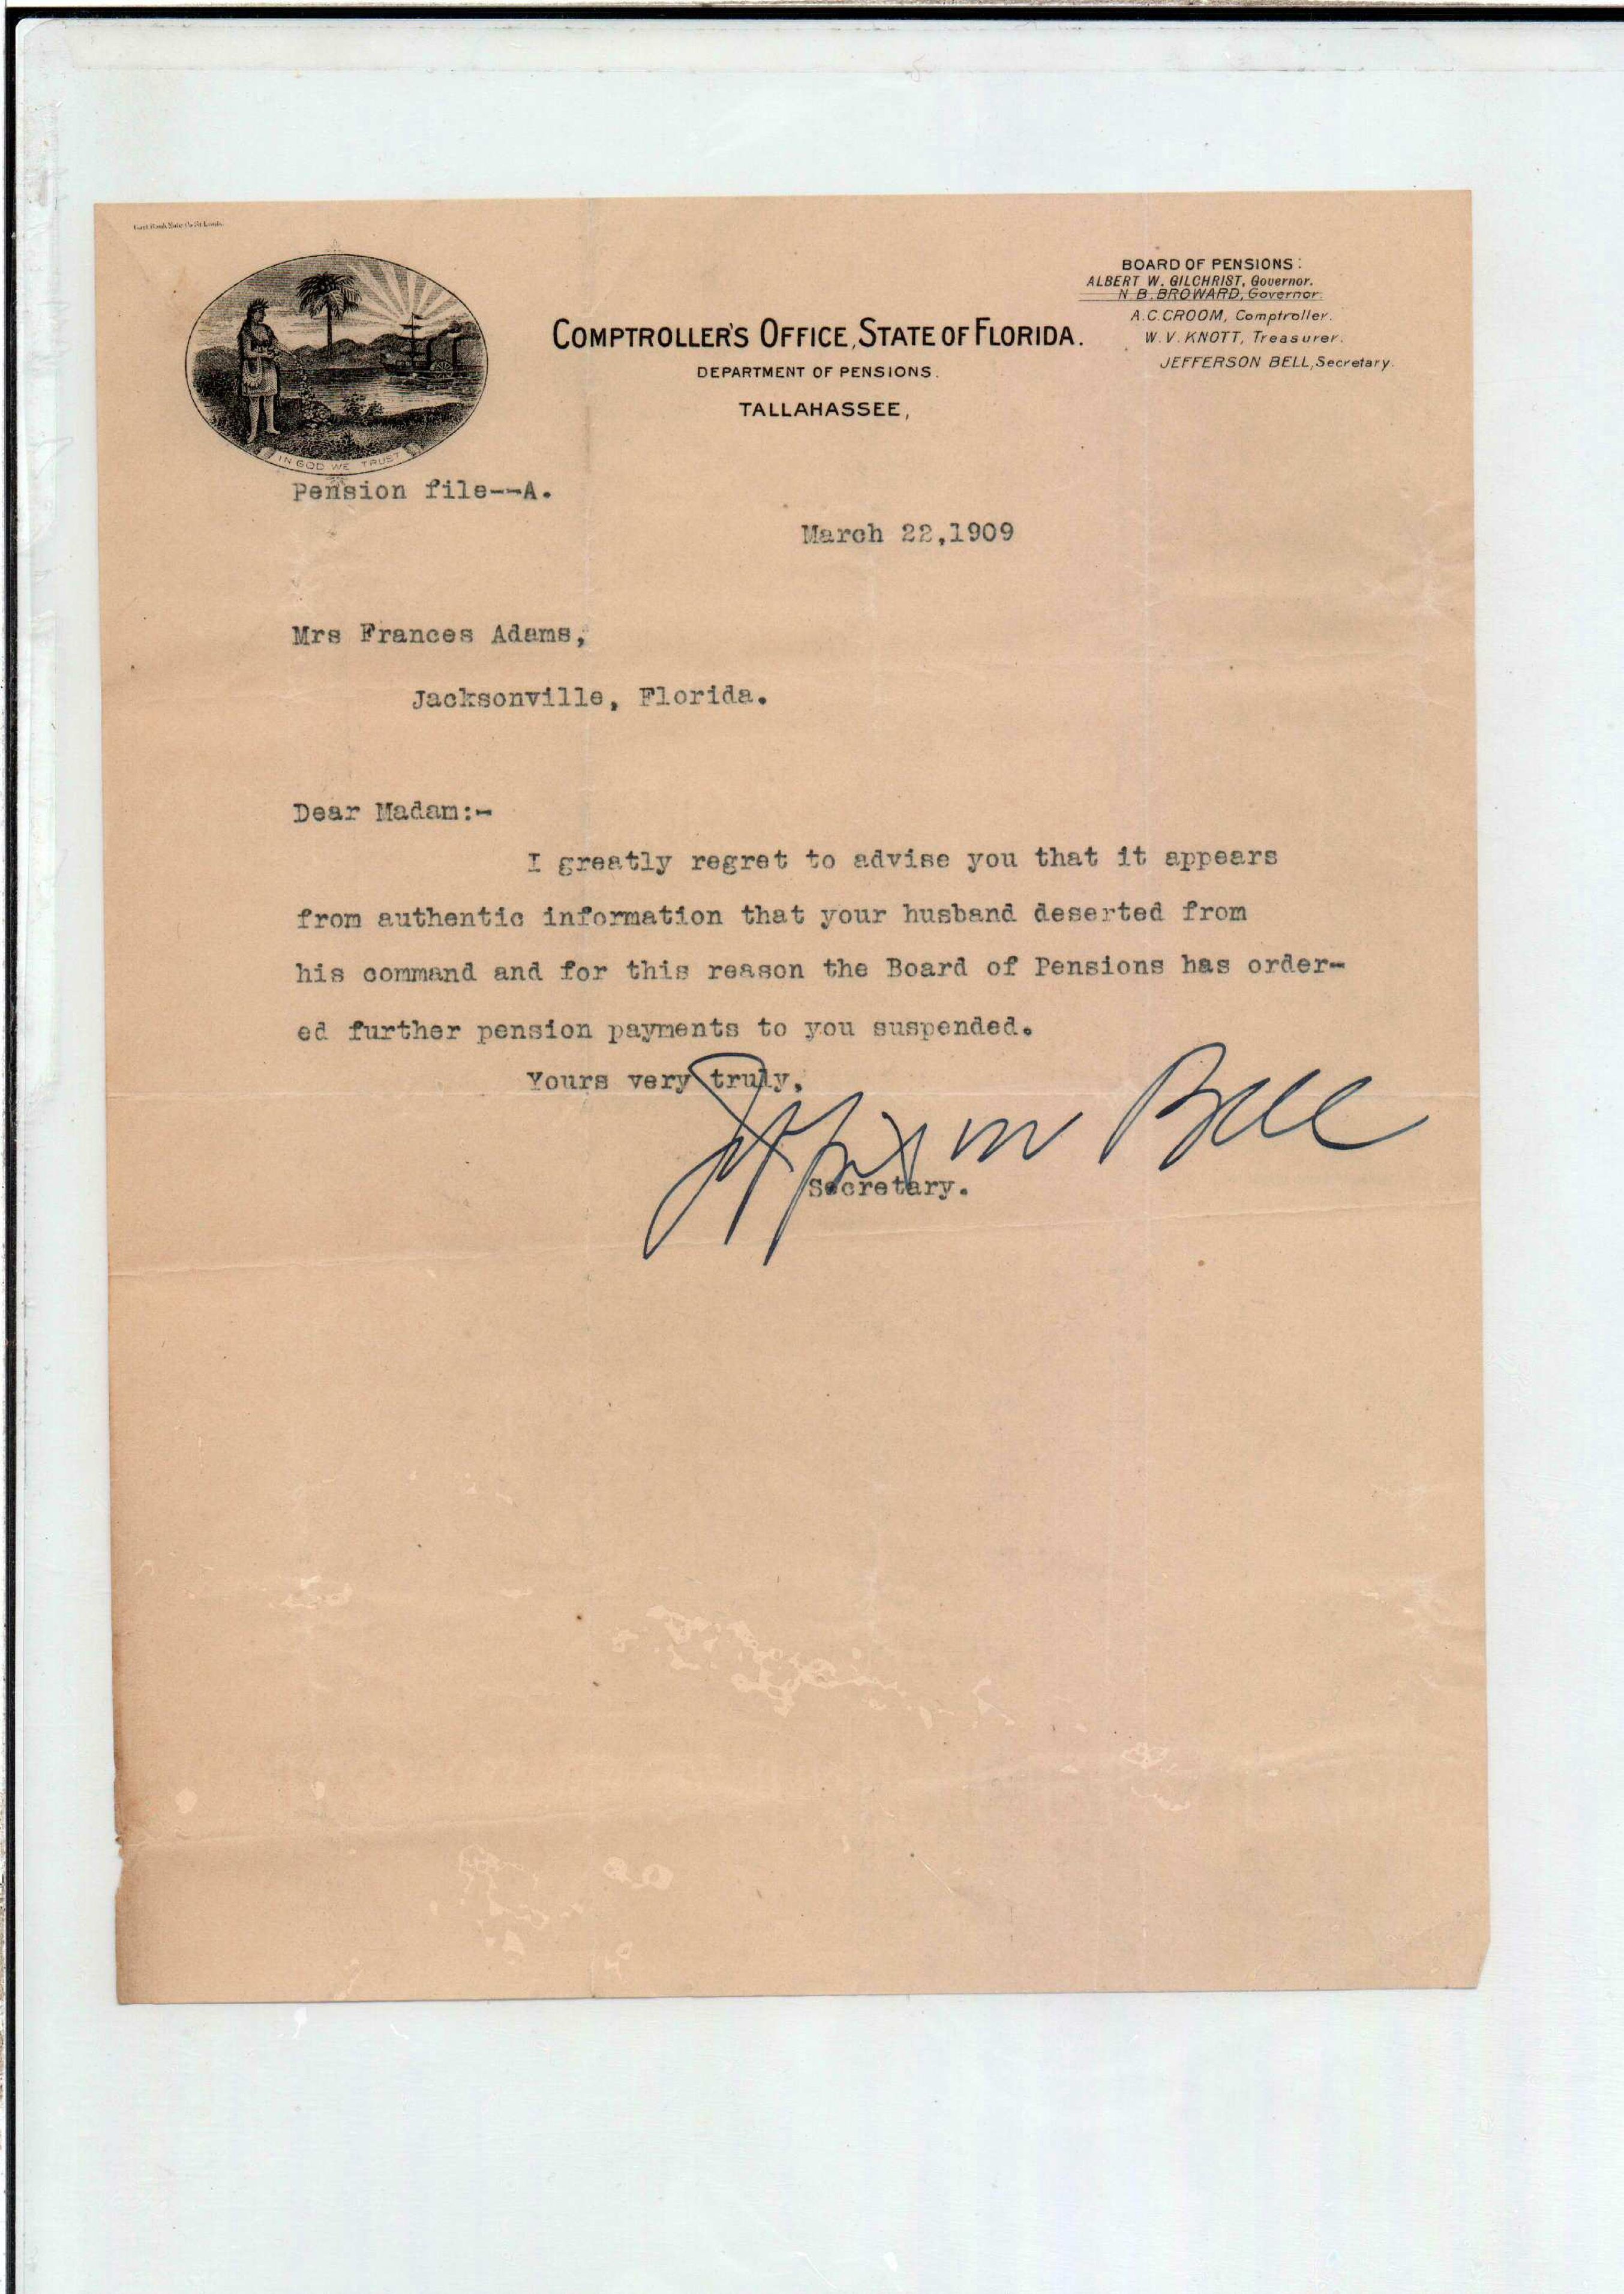 BOARD OF PENSIONS:
ALBERT W. GILCHRIST, Governor.
N. B. BROWARD, Governor.
A. C. CROOM, Comptroller.
W. V. KNOTT, Treasurer.
JEFFERSON BELL, Secretary.
COMPTROLLER'S OFFICE, STATE OF FLORIDA.
DEPARTMENT OF PENSIONS.
TALLAHASSEE,
IN GOD WE TRUST
Pension file--A.
March 22,1909
Mrs Frances Adams,
Jacksonville, Florida.
Dear Madam:-
I greatly regret to advise you that it appears
from authentic information that your husband deserted from
his command and for this reason the Board of Pensions has order-
ed further pension payments to you suspended.
Yours very truly,
Jefferson Bell
Secretary.